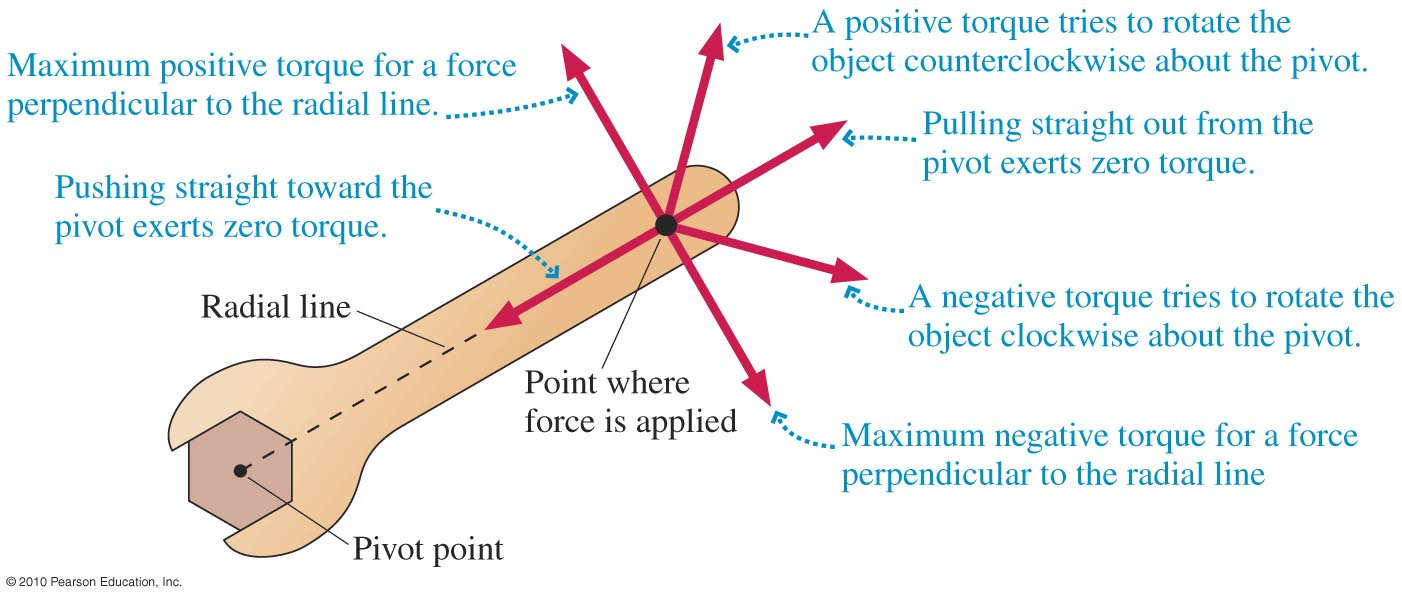 A positive torque tries to rotate the
object counterclockwise about the pivot.
Maximum positive torque for a force
perpendicular to the radial line.
Pulling straight out from the
pivot exerts zero torque.
Pushing straight toward the
pivot exerts zero torque.
Radial line
A negative torque tries to rotate the
object clockwise about the pivot.
Point where
force is applied
Maximum negative torque for a force
perpendicular to the radial line
Pivot point
© 2010 Pearson Education, Inc.